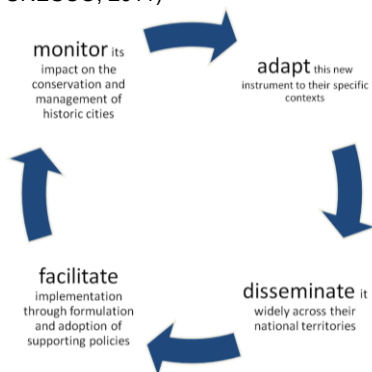 monitor its
impact on the
conservation and
management of
historic cities
adapt this new
instrument to their specific
contexts
disseminate it
widely across their
national territories
facilitate
implementation
through formulation
and adoption of
supporting policies